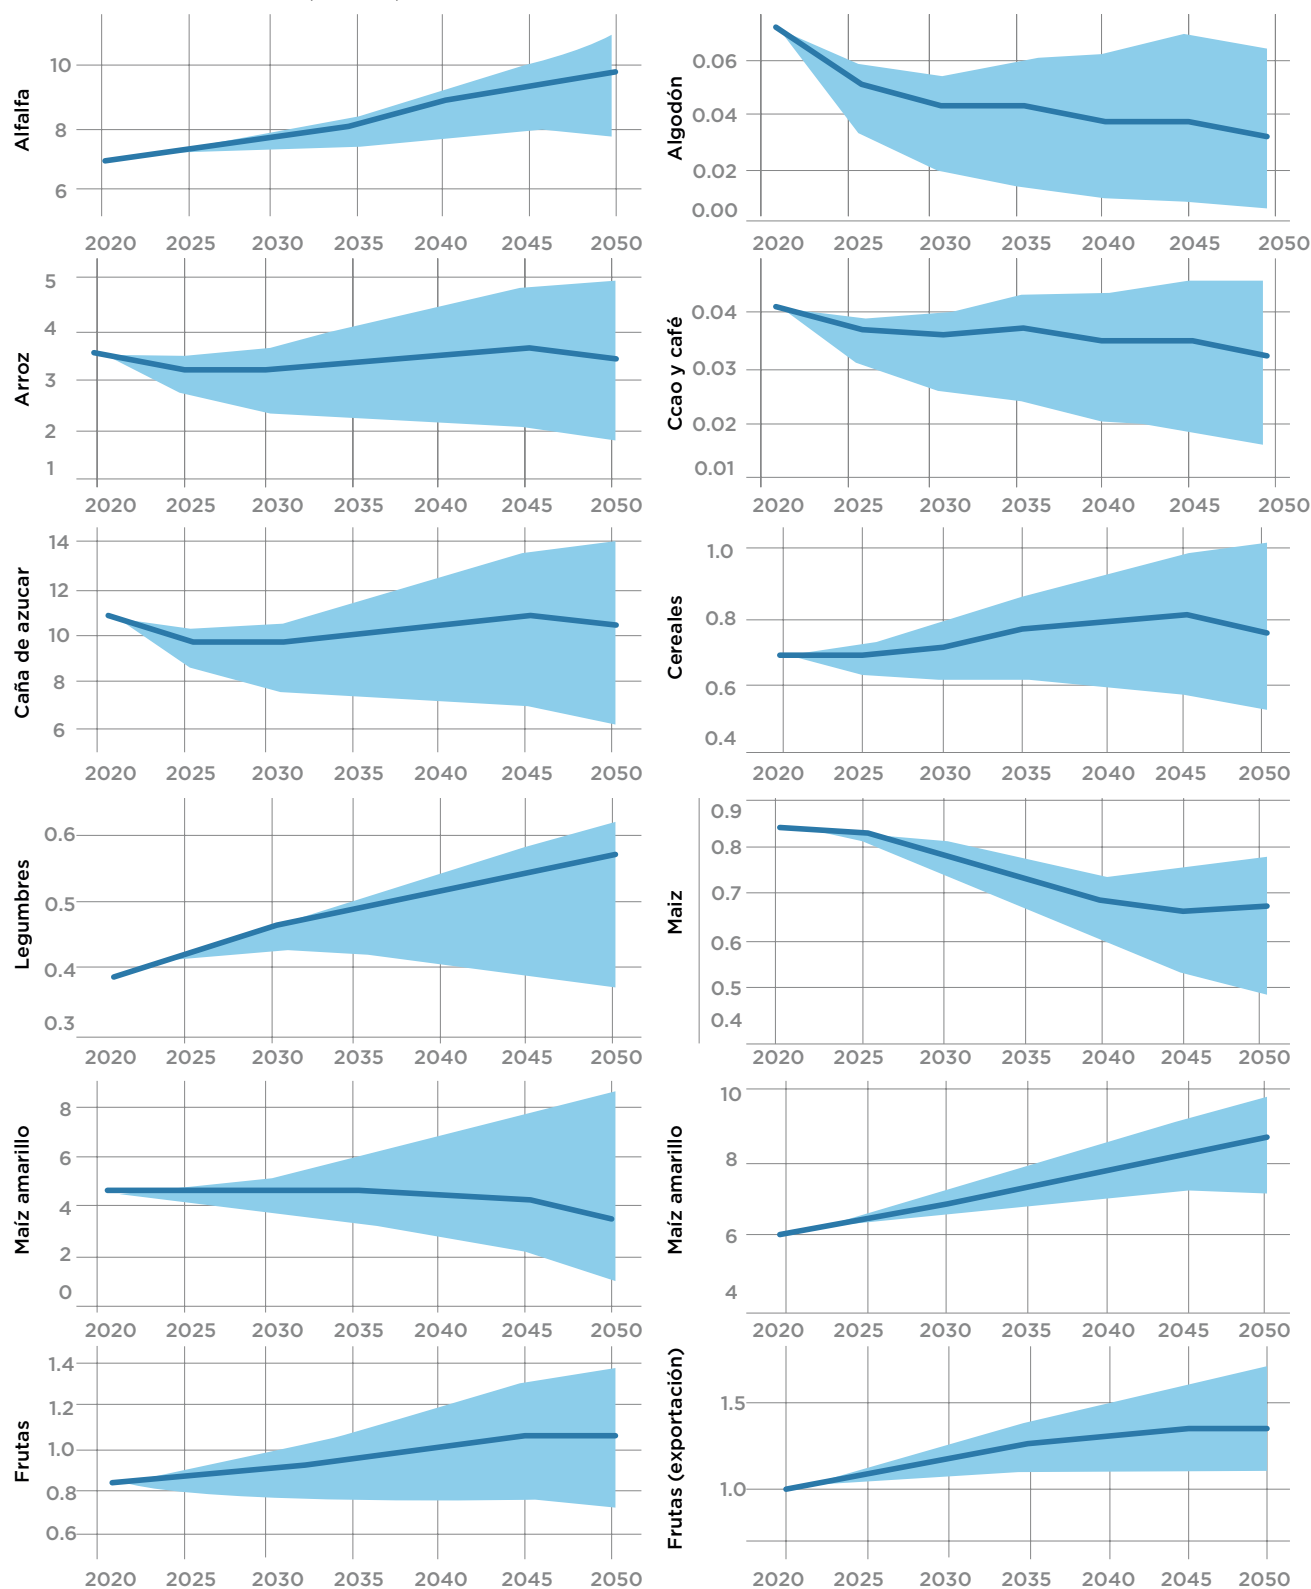 Alfalfa
10
8
6
2020 2025 2030 2035 2040 2045 2050
Algodón
0.06
0.04
0.02
0.00
2020 2025 2030 2035 2040 2045 2050
Arroz
5
4
3
2
1
2020 2025 2030 2035 2040 2045 2050
Ccao y café
0.04
0.03
0.02
0.01
2020 2025 2030 2035 2040 2045 2050
Caña de azucar
14
12
10
8
6
2020 2025 2030 2035 2040 2045 2050
Cereales
1.0
0.8
0.6
0.4
2020 2025 2030 2035 2040 2045 2050
Legumbres
0.6
0.5
0.4
0.3
2020 2025 2030 2035 2040 2045 2050
Maiz
0.9
0.8
0.7
0.6
0.5
0.4
2020 2025 2030 2035 2040 2045 2050
Maíz amarillo
8
6
4
2
0
2020 2025 2030 2035 2040 2045 2050
Maíz amarillo
10
8
6
4
2020 2025 2030 2035 2040 2045 2050
Frutas
1.4
1.2
1.0
0.8
0.6
2020 2025 2030 2035 2040 2045 2050
Frutas (exportación)
1.5
1.0
2020 2025 2030 2035 2040 2045 2050